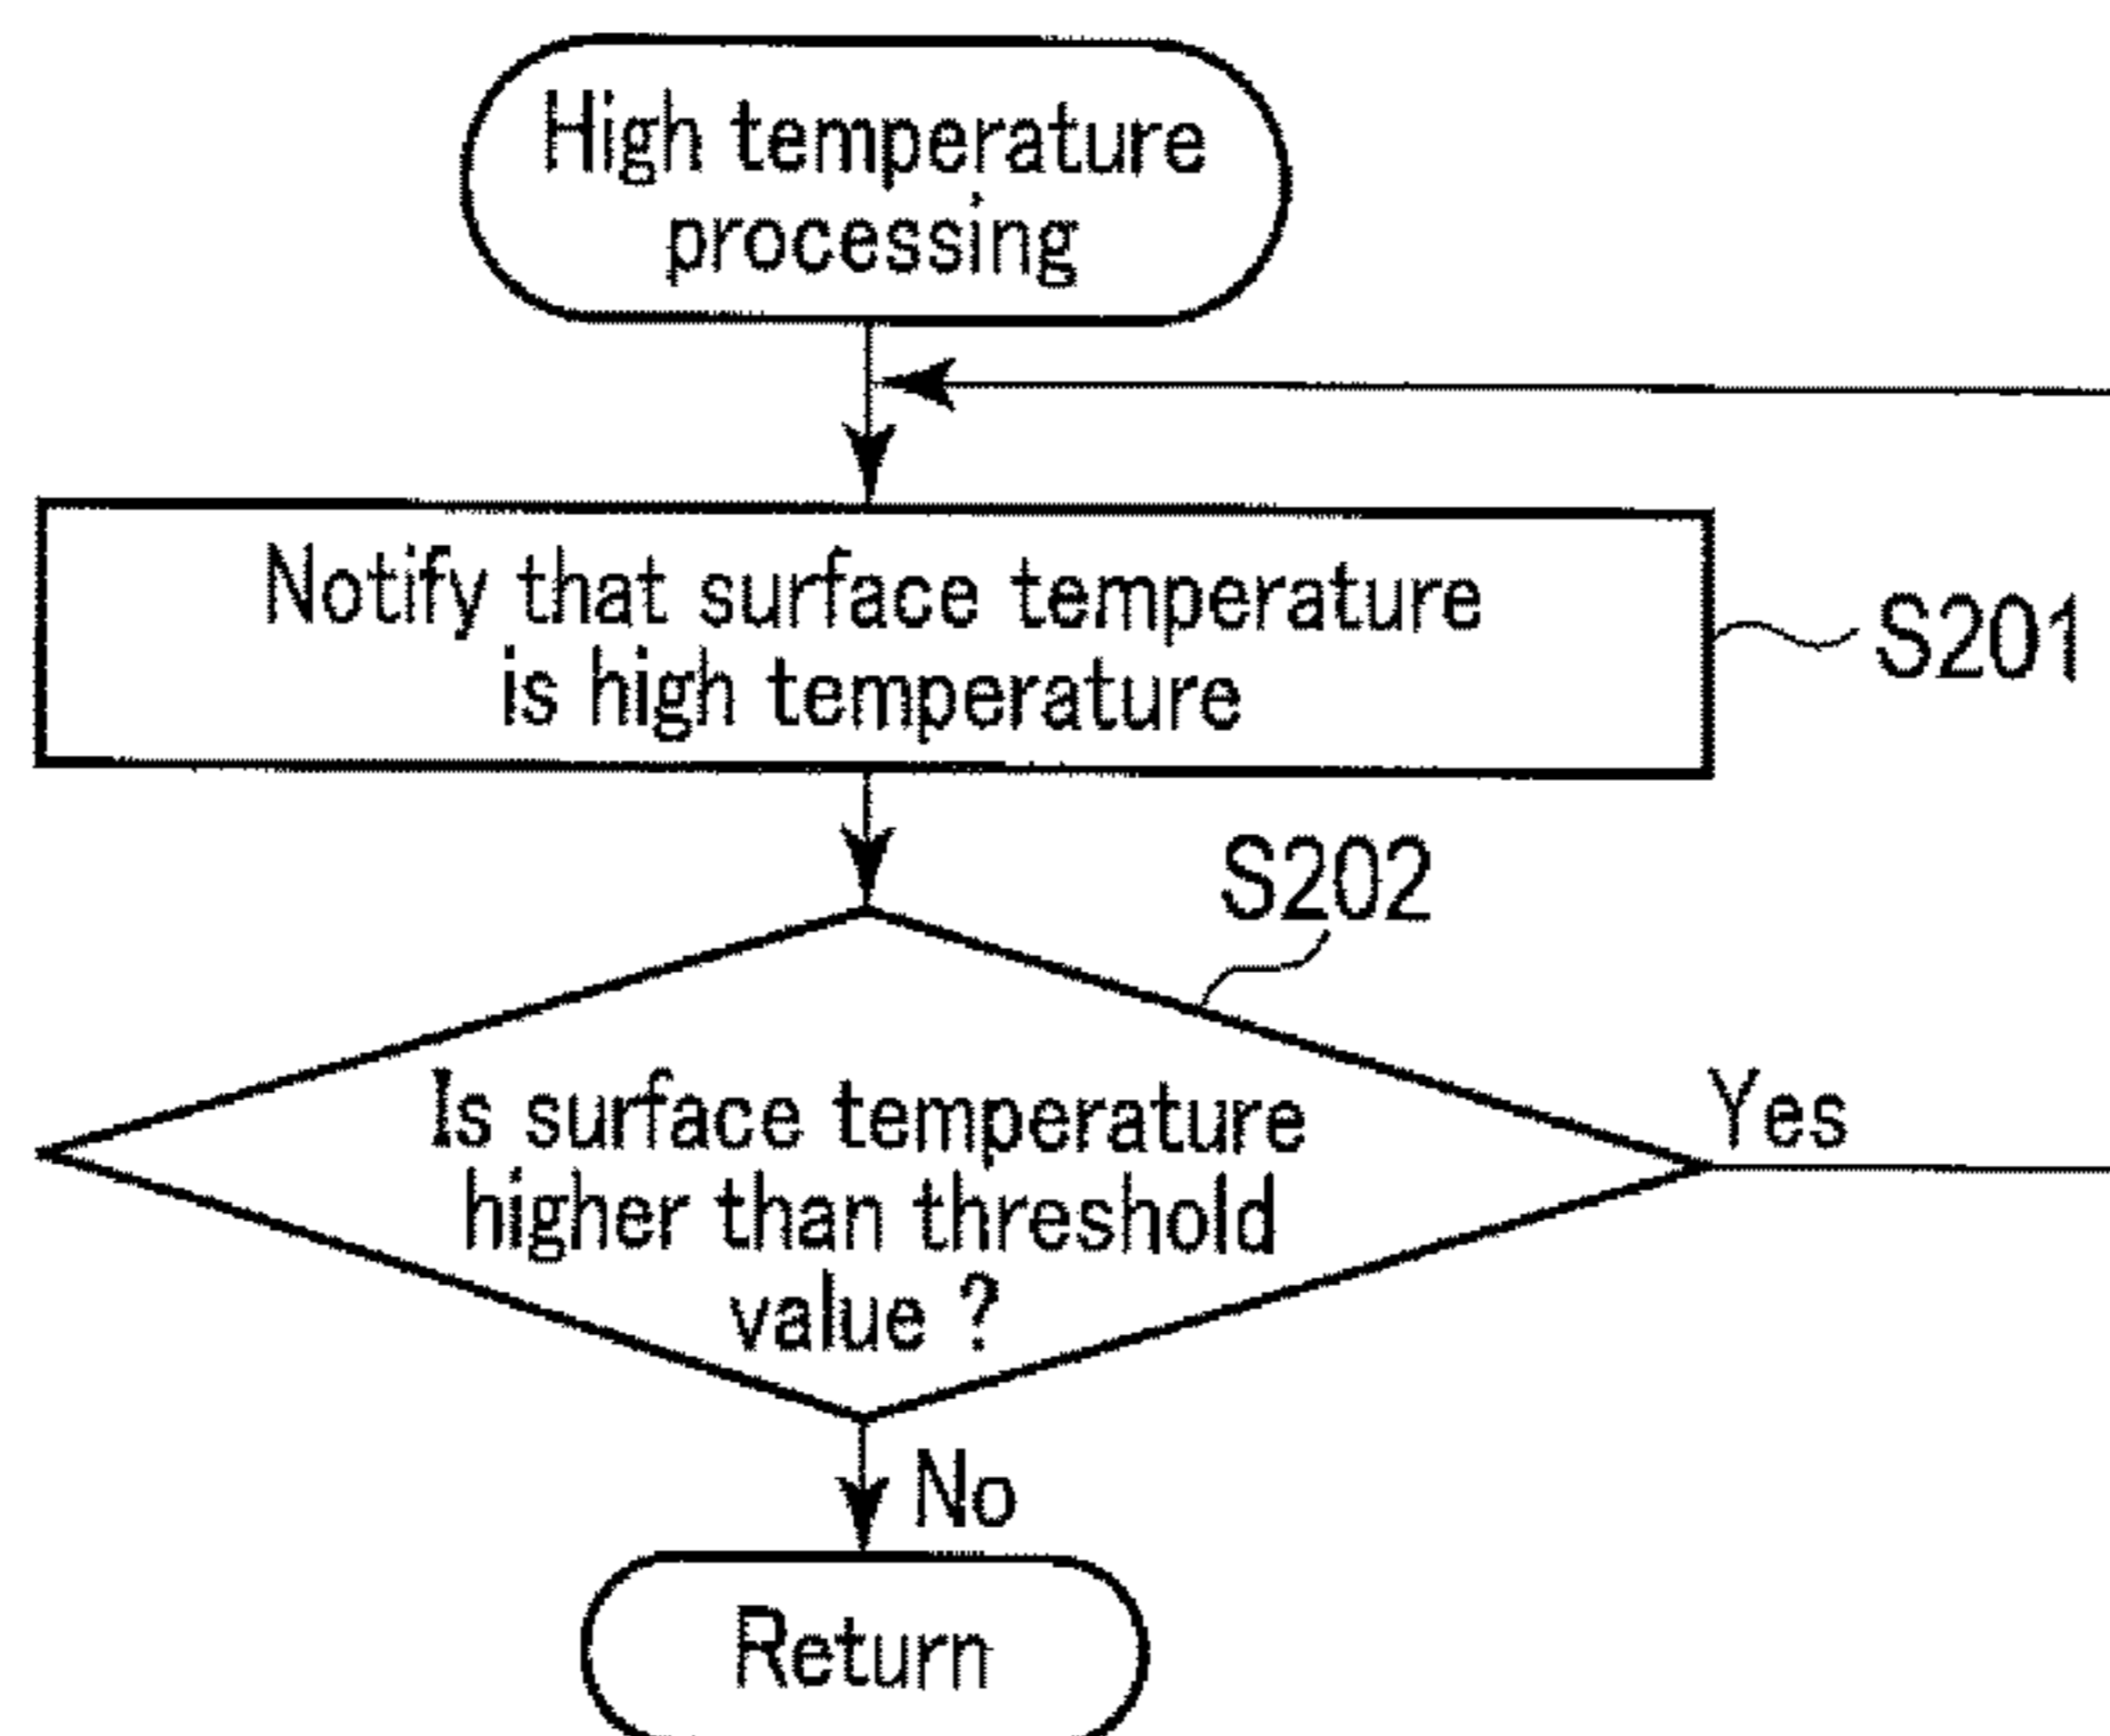 High temperature
processing
Notify that surface temperature
is high temperature
S201
S202
Is surface temperature
higher than threshold
value ?
Yes
No
Return